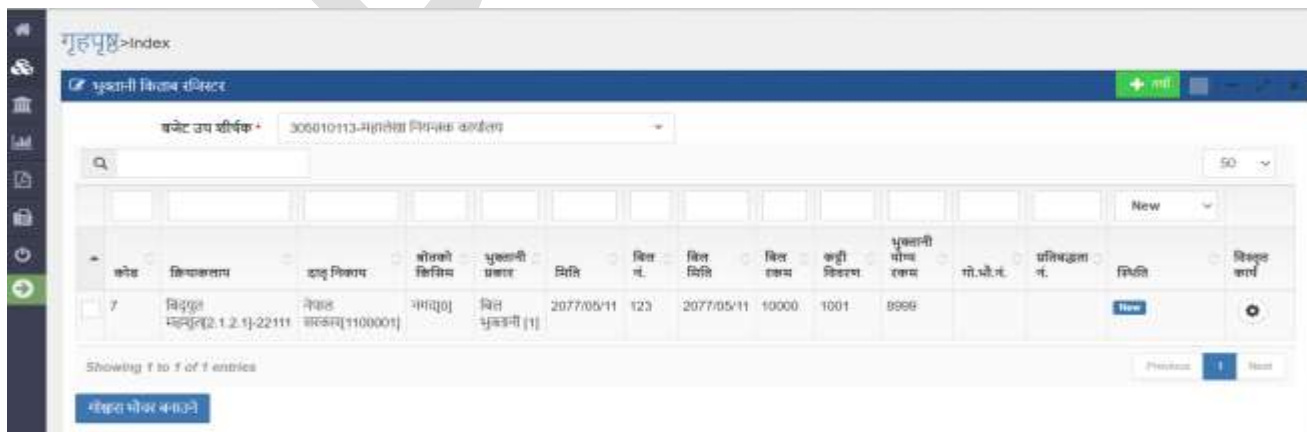 गृहपृष्ठ>Index
भुक्तानी किताब रजिस्टर
नयाँ
बजेट उप शीर्षक * 305010113-महालेखा नियन्त्रक कार्यालय
50
New
कोड क्रियाकलाप दातृ निकाय स्रोतको किसिम भुक्तानी प्रकार मिति बिल नं. बिल मिति बिल रकम कट्टी विवरण भुक्तानी योग्य रकम गो.भौ.नं. प्रतिबद्धता नं. स्थिति विस्तृत कार्य
7 बिद्युत महशुल[2.1.2.1]-22111 नेपाल सरकार[1100001] नगद[0] बिल भुक्तानी [1] 2077/05/11 123 2077/05/11 10000 1001 8999 New
Showing 1 to 1 of 1 entries
Previous 1 Next
गोश्वरा भौचर बनाउने